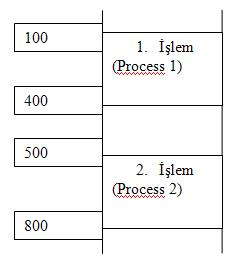 100
1. İşlem
(Process 1)
400
500
2. İşlem
(Process 2)
800